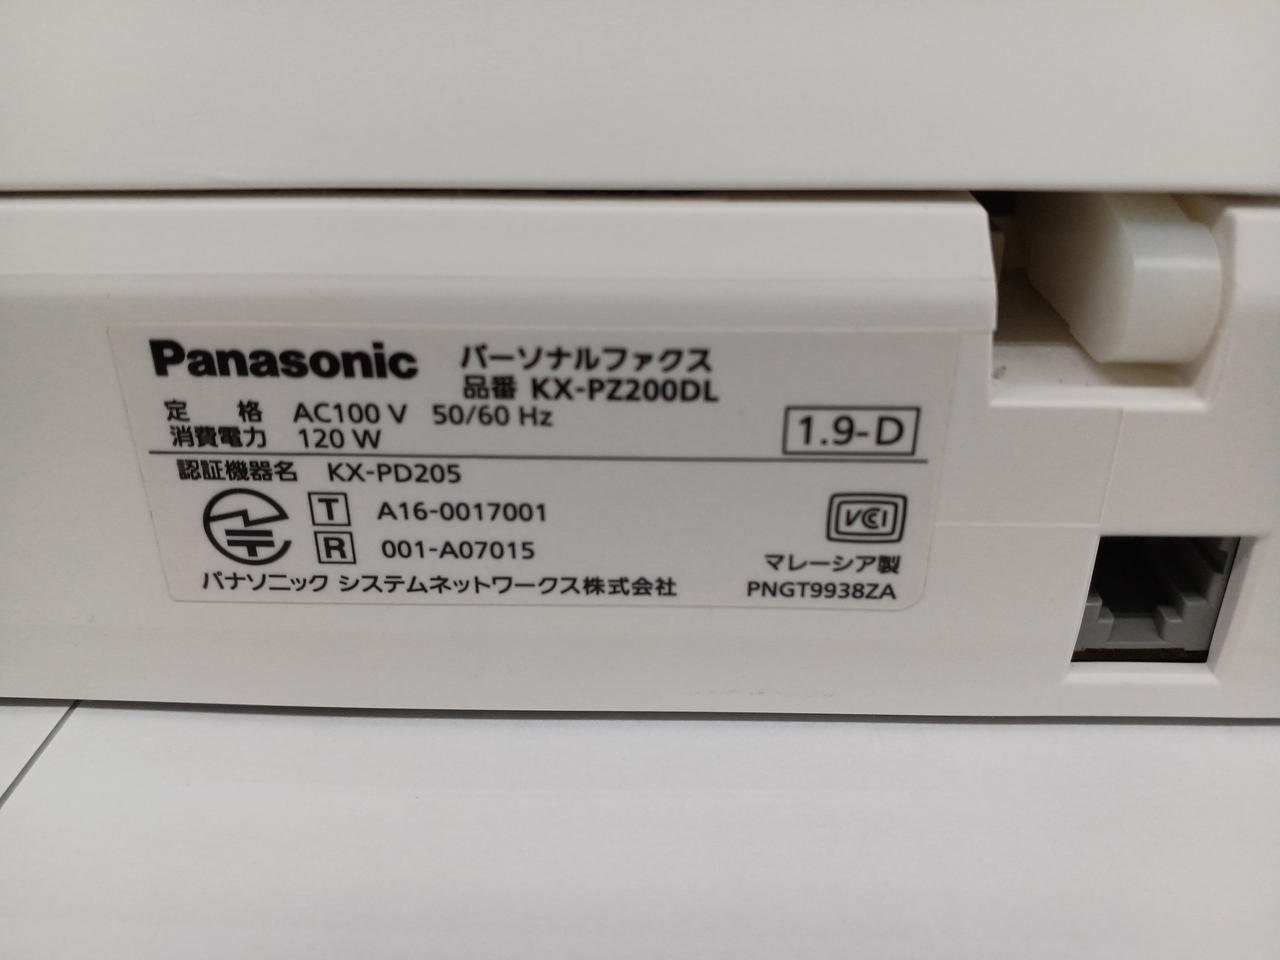 Panasonic パーソナルファクス
品番 KX-PZ200DL
定 格 AC100 V 50/60 Hz
消費電力 120 W
1.9-D
認証機器名 KX-PD205
T A16-0017001
R 001-A07015
VCCI
パナソニック システムネットワークス株式会社
マレーシア製
PNGT9938ZA